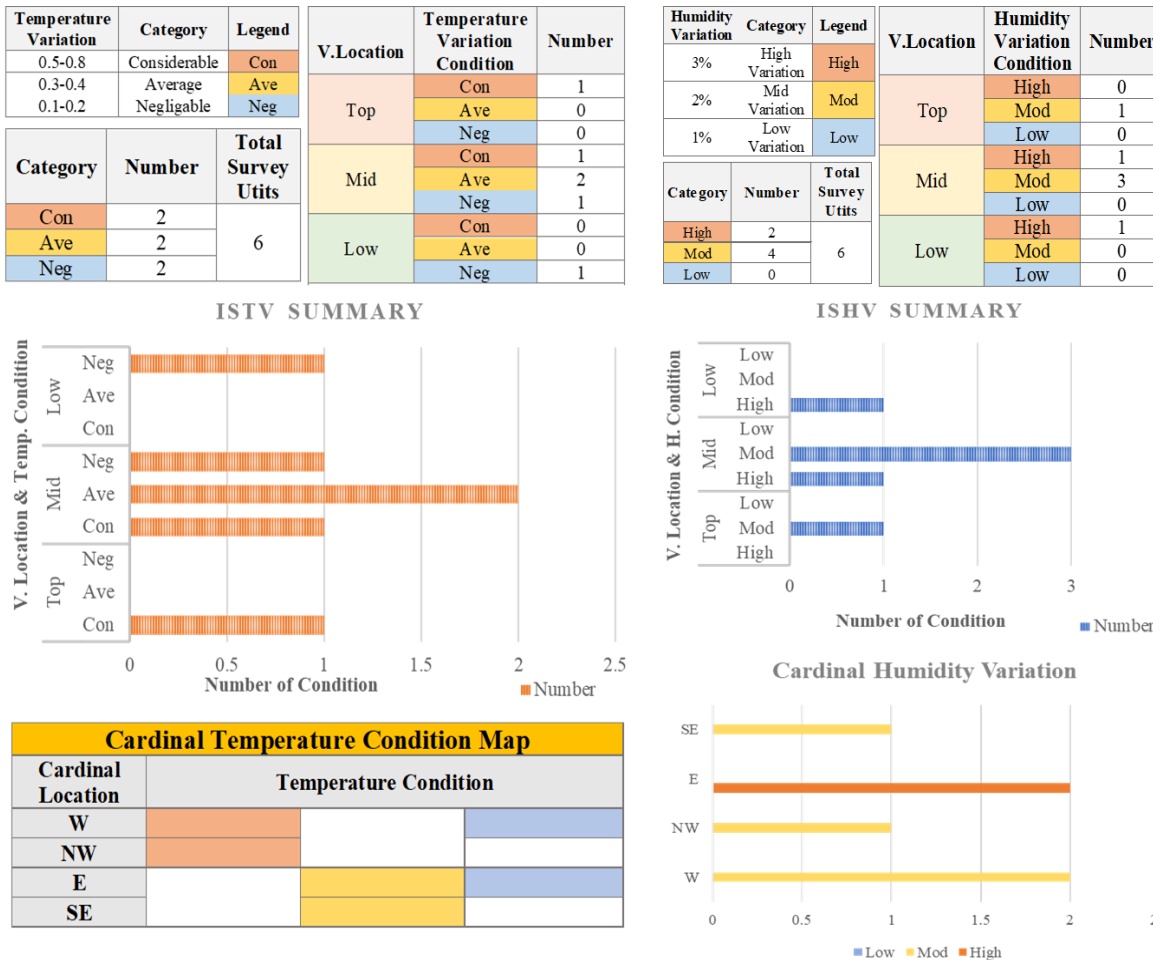 Temperature Variation Category Legend
0.5-0.8 Considerable Con
0.3-0.4 Average Ave
0.1-0.2 Negligable Neg
Category Number Total Survey Utits
Con 2 6
Ave 2
Neg 2
V.Location Temperature Variation Condition Number
Top Con 1
Ave 0
Neg 0
Mid Con 1
Ave 2
Neg 1
Low Con 0
Ave 0
Neg 1
Humidity Variation Category Legend
3% High Variation High
2% Mid Variation Mod
1% Low Variation Low
Category Number Total Survey Utits
High 2 6
Mod 4
Low 0
V.Location Humidity Variation Condition Number
Top High 0
Mod 1
Low 0
Mid High 1
Mod 3
Low 0
Low High 1
Mod 0
Low 0
ISTV SUMMARY
V. Location & Temp. Condition
Low Neg
Ave
Con
Mid Neg
Ave
Con
Top Neg
Ave
Con
0 0.5 1 1.5 2 2.5
Number of Condition
Number
ISHV SUMMARY
V. Location & H. Condition
Low Low
Mod
High
Mid Low
Mod
High
Top Low
Mod
High
0 1 2 3
Number of Condition
Number
Cardinal Temperature Condition Map
Cardinal Location Temperature Condition
W
NW
E
SE
Cardinal Humidity Variation
SE
E
NW
W
0 0.5 1 1.5 2
Low Mod High